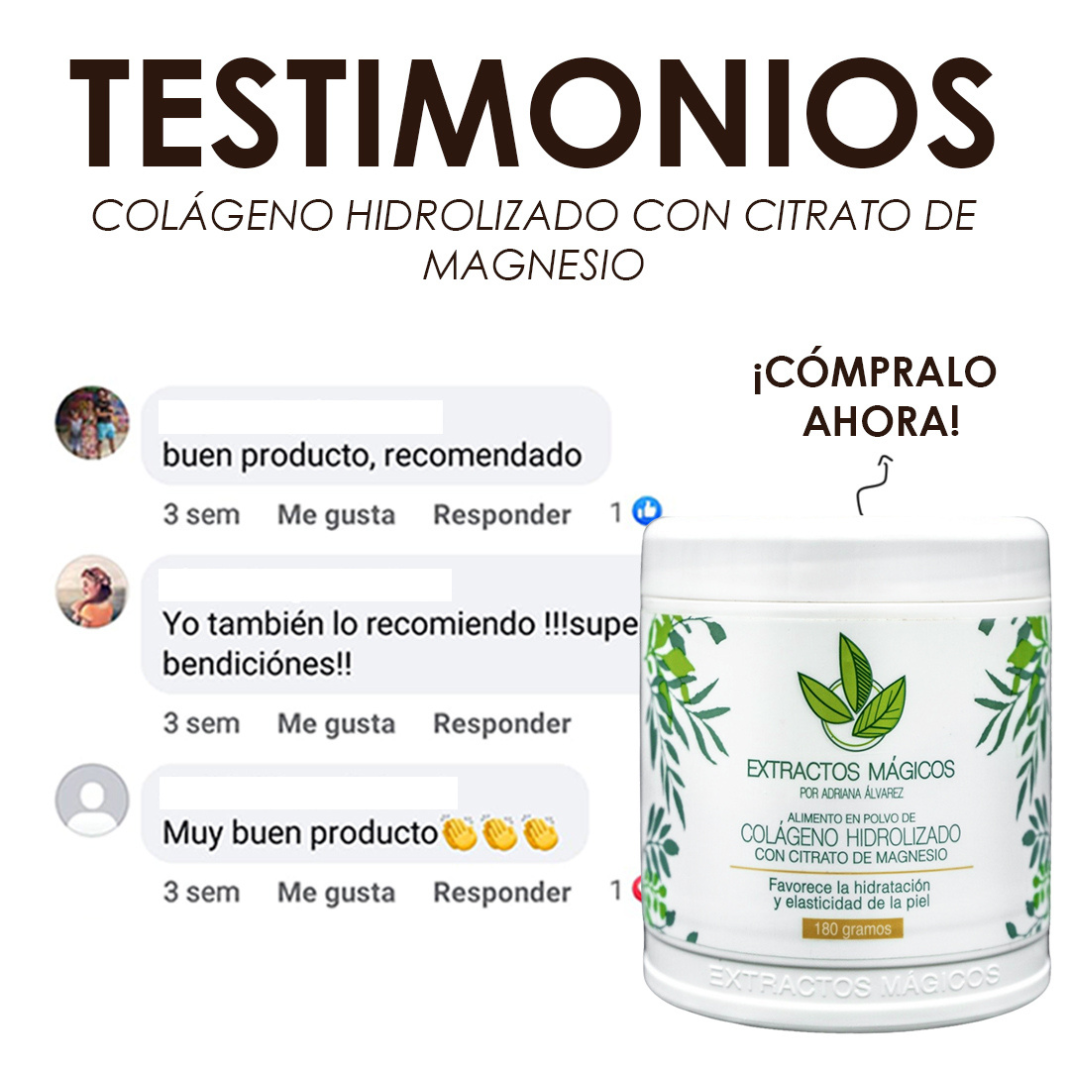 TESTIMONIOS
COLÁGENO HIDROLIZADO CON CITRATO DE
MAGNESIO
¡CÓMPRALO
AHORA!
buen producto, recomendado
3 sem Me gusta Responder 1
Yo también lo recomiendo !!!supe
bendiciónes!!
3 sem Me gusta Responder
Muy buen producto👏👏👏
3 sem Me gusta Responder 1
EXTRACTOS MÁGICOS
POR ADRIANA ÁLVAREZ
ALIMENTO EN POLVO DE
COLÁGENO HIDROLIZADO
CON CITRATO DE MAGNESIO
Favorece la hidratación
y elasticidad de la piel
180 gramos
EXTRACTOS MÁGICOS